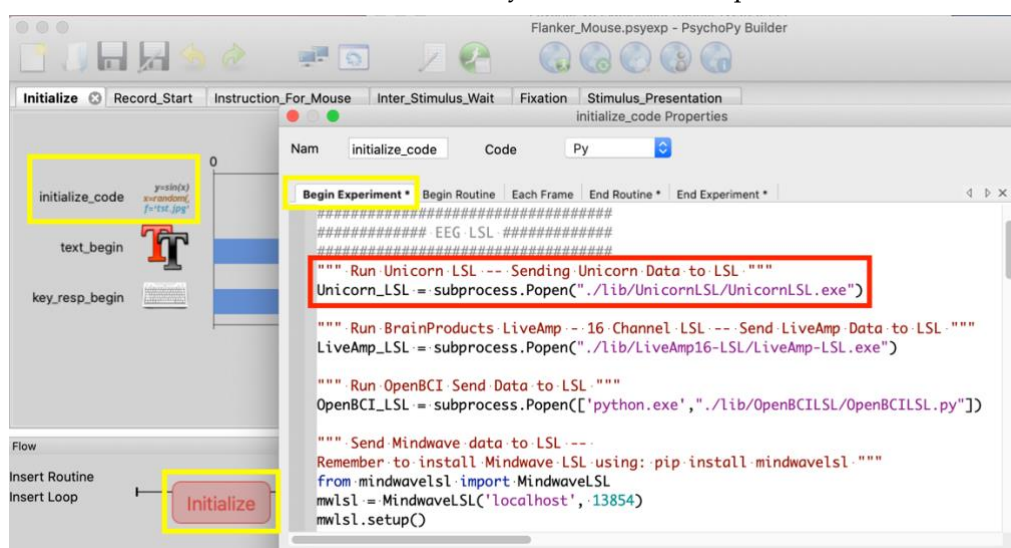 Flanker_Mouse.psyexp - PsychoPy Builder
Initialize
Record_Start
Instruction_For_Mouse
Inter_Stimulus_Wait
Fixation
Stimulus_Presentation
initialize_code Properties
Nam
initialize_code
Code
Py
0
initialize_code
y=sin(x)
x=random(,
f='tst.jpg'
text_begin
key_resp_begin
Begin Experiment *
Begin Routine
Each Frame
End Routine *
End Experiment *
###################################
############# EEG LSL #############
###################################
""" Run Unicorn LSL -- Sending Unicorn Data to LSL """
Unicorn_LSL = subprocess.Popen("./lib/UnicornLSL/UnicornLSL.exe")
""" Run BrainProducts LiveAmp - 16 Channel LSL -- Send LiveAmp Data to LSL """
LiveAmp_LSL = subprocess.Popen("./lib/LiveAmp16-LSL/LiveAmp-LSL.exe")
""" Run OpenBCI Send Data to LSL """
OpenBCI_LSL = subprocess.Popen(['python.exe',"./lib/OpenBCILSL/OpenBCILSL.py"])
""" Send Mindwave data to LSL --
Remember to install Mindwave LSL using: pip install mindwavelsl """
from mindwavelsl import MindwaveLSL
mwlsl = MindwaveLSL('localhost', 13854)
mwlsl.setup()
Flow
Insert Routine
Insert Loop
Initialize